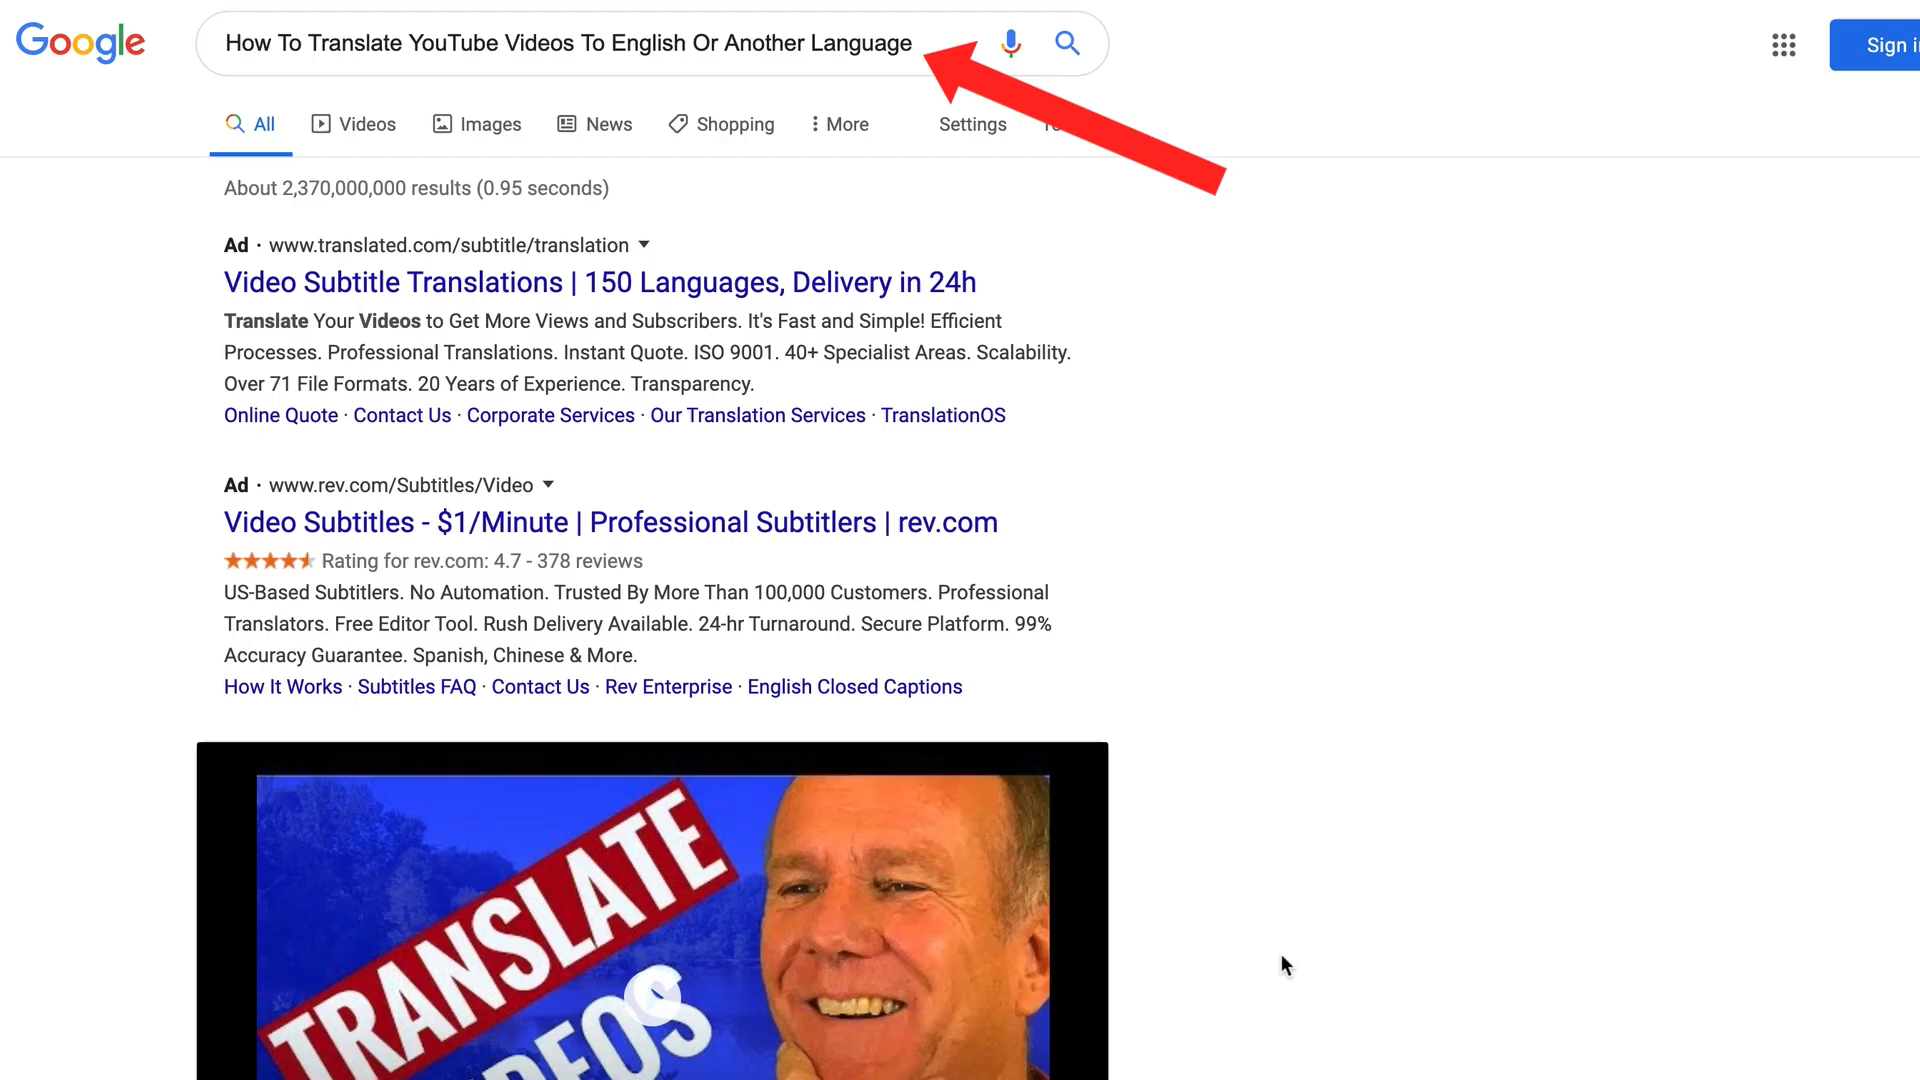 Google
How To Translate YouTube Videos To English Or Another Language
Sign i
All Videos Images News Shopping More Settings
About 2,370,000,000 results (0.95 seconds)
Ad · www.translated.com/subtitle/translation
Video Subtitle Translations | 150 Languages, Delivery in 24h
Translate Your Videos to Get More Views and Subscribers. It's Fast and Simple! Efficient
Processes. Professional Translations. Instant Quote. ISO 9001. 40+ Specialist Areas. Scalability.
Over 71 File Formats. 20 Years of Experience. Transparency.
Online Quote · Contact Us · Corporate Services · Our Translation Services · TranslationOS
Ad · www.rev.com/Subtitles/Video
Video Subtitles - $1/Minute | Professional Subtitlers | rev.com
Rating for rev.com: 4.7 - 378 reviews
US-Based Subtitlers. No Automation. Trusted By More Than 100,000 Customers. Professional
Translators. Free Editor Tool. Rush Delivery Available. 24-hr Turnaround. Secure Platform. 99%
Accuracy Guarantee. Spanish, Chinese & More.
How It Works · Subtitles FAQ · Contact Us · Rev Enterprise · English Closed Captions
TRANSLATE